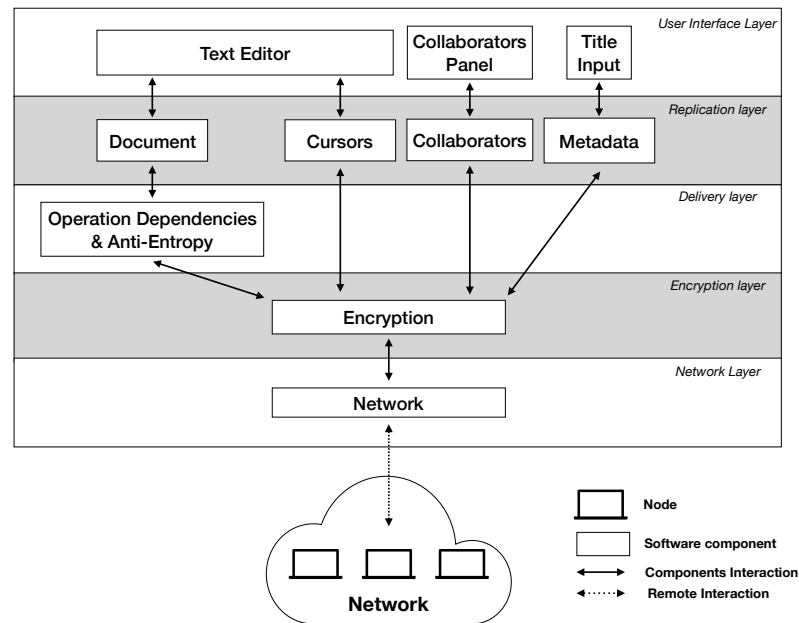 User Interface Layer
Text Editor
Collaborators
Panel
Title
Input
Replication layer
Document
Cursors
Collaborators
Metadata
Delivery layer
Operation Dependencies
& Anti-Entropy
Encryption layer
Encryption
Network Layer
Network
Node
Software component
Components Interaction
Remote Interaction
Network